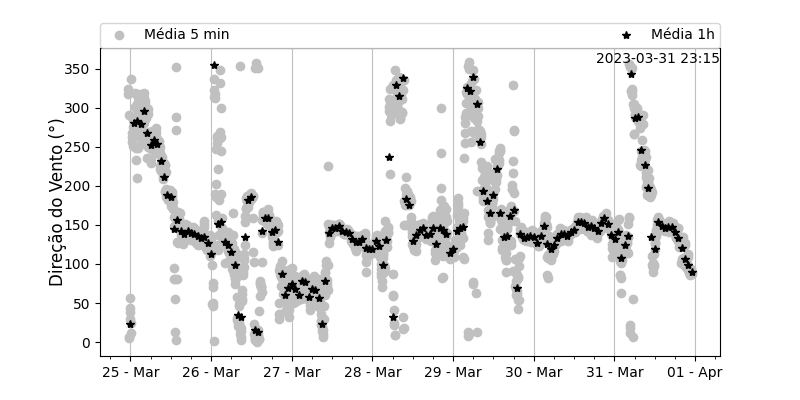 Média 5 min
Média 1h
2023-03-31 23:15
Direção do Vento (°)
350
300
250
200
150
100
50
0
25 - Mar
26 - Mar
27 - Mar
28 - Mar
29 - Mar
30 - Mar
31 - Mar
01 - Apr